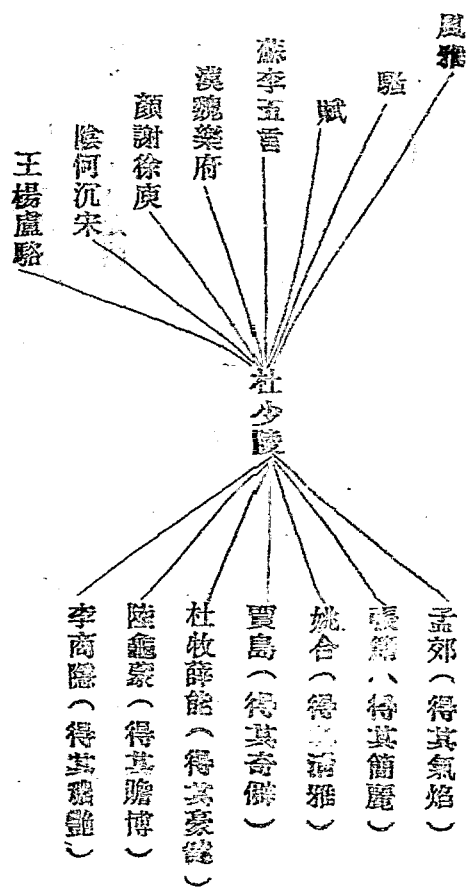 風雅
騷
賦
蘇李五言
漢魏樂府
顏謝徐庾
陰何沉宋
王楊盧駱
杜少陵
孟郊（得其氣焰）
張籍（得其簡麗）
姚合（得其淸雅）
賈島（得其奇僻）
杜牧薛能（得其豪健）
陸龜蒙（得其贍博）
李商隱（得其穠艷）